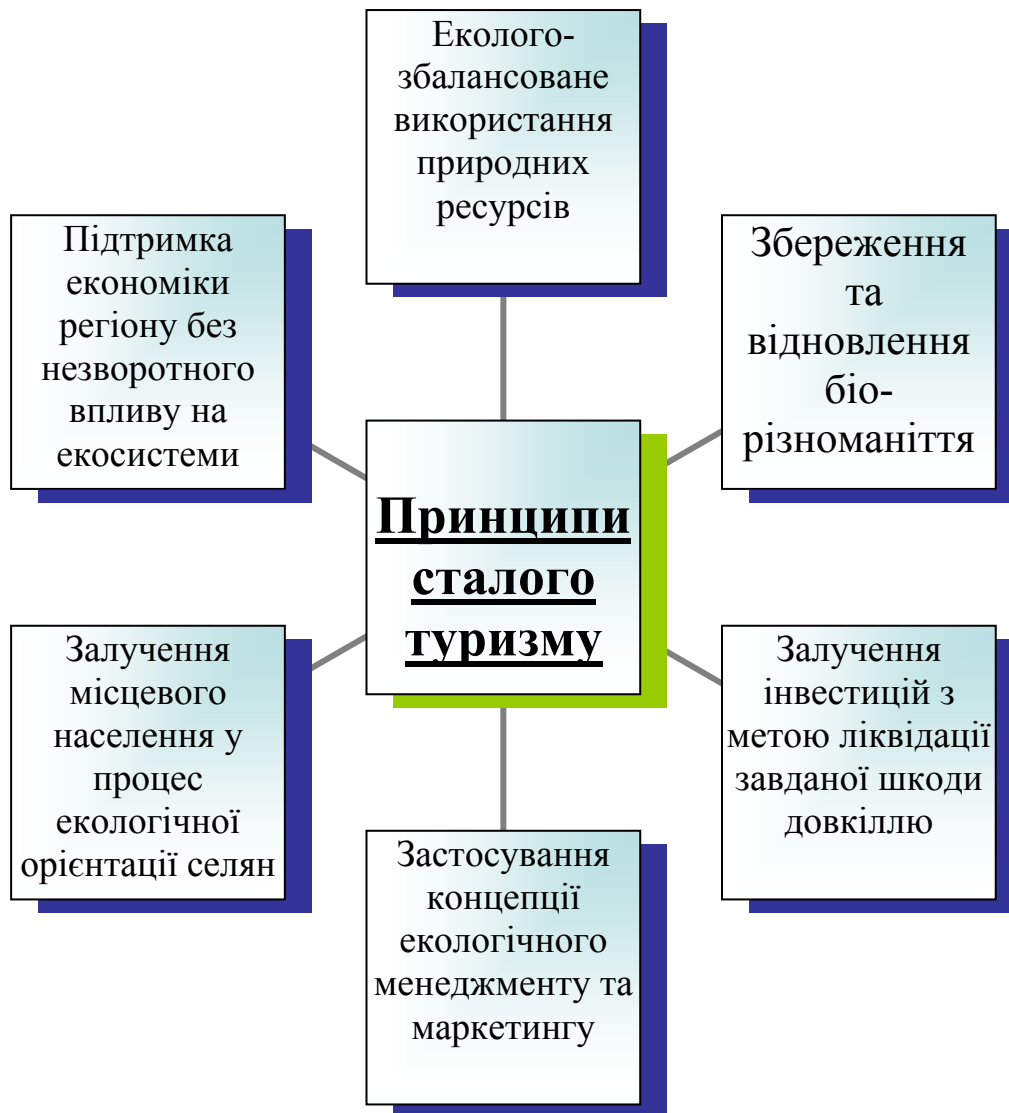 Еколого-
збалансоване
використання
природних
ресурсів
Підтримка
економіки
регіону без
незворотного
впливу на
екосистеми
Збереження
та
відновлення
біо-
різноманіття
Принципи
сталого
туризму
Залучення
місцевого
населення у
процес
екологічної
орієнтації селян
Залучення
інвестицій з
метою ліквідації
завданої шкоди
довкіллю
Застосування
концепції
екологічного
менеджменту та
маркетингу